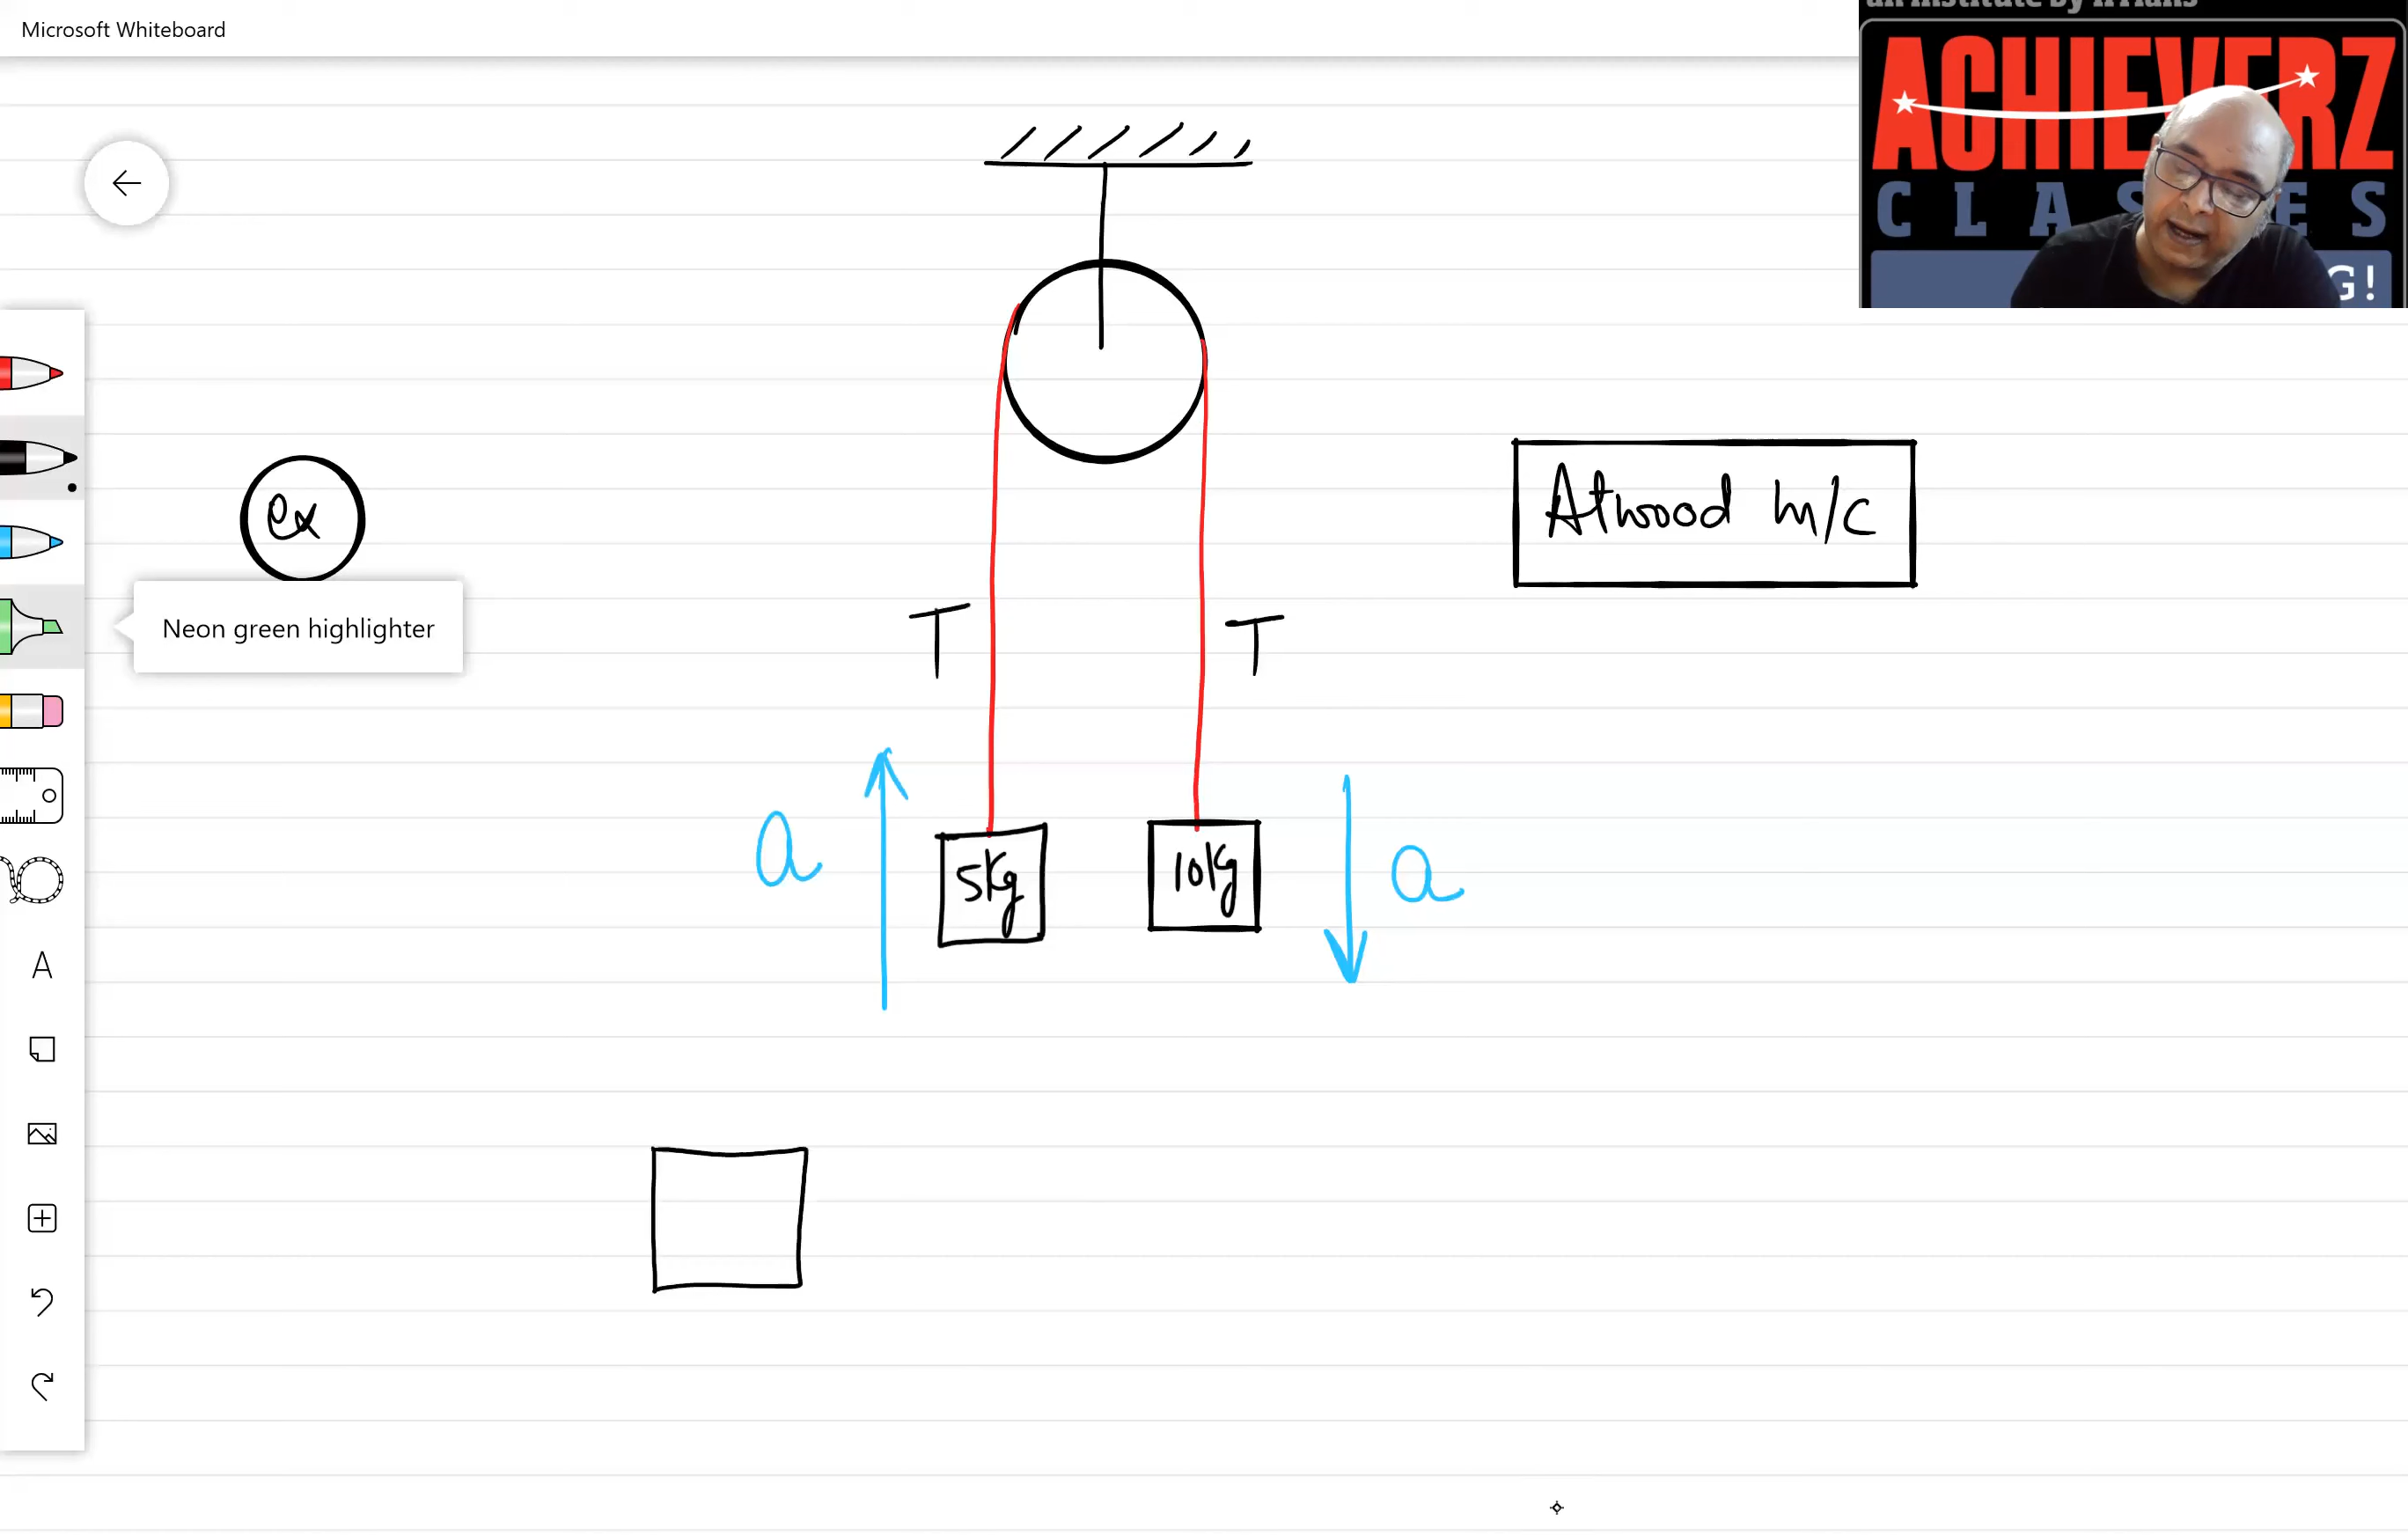 Microsoft Whiteboard
ACHIEVERZ
CLASSES
G!
ex
Atwood m/c
Neon green highlighter
T
T
a
5kg
10kg
a
A